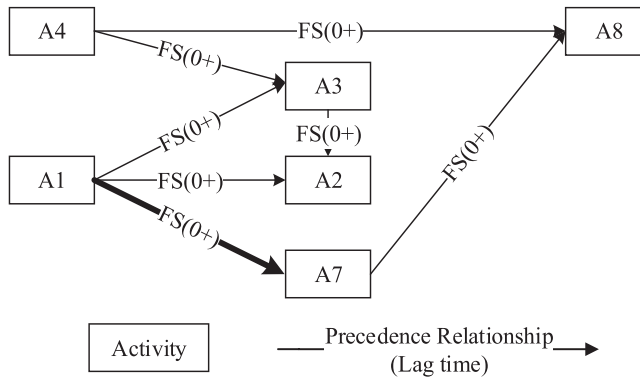 A4
FS(0+)
A8
FS(0+)
A3
FS(0+)
FS(0+)
A1
FS(0+)
A2
FS(0+)
FS(0+)
A7
Activity
Precedence Relationship
(Lag time)